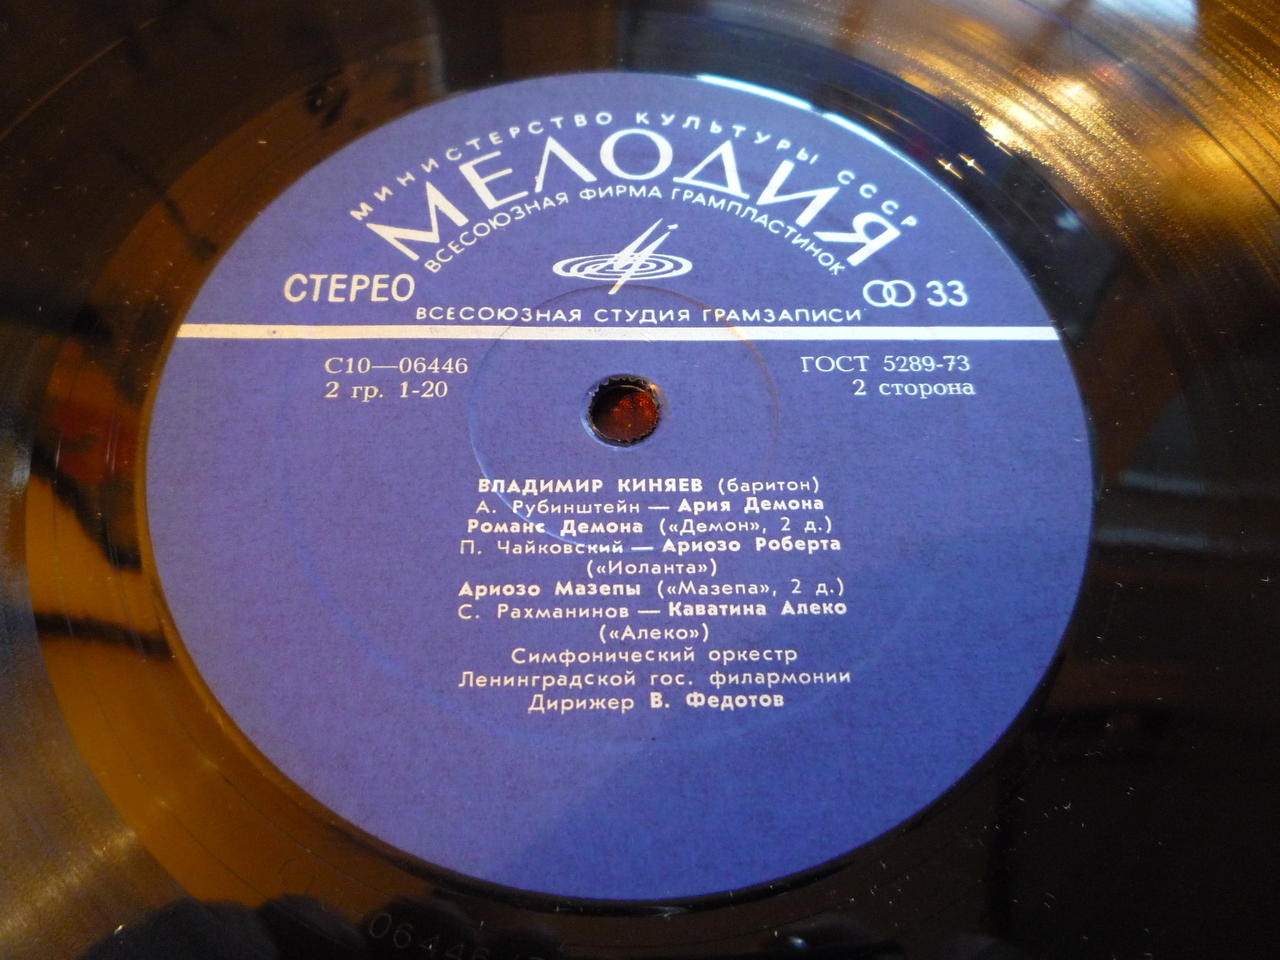 МИНИСТЕРСТВО КУЛЬТУРЫ СССР
МЕЛОДИЯ
ВСЕСОЮЗНАЯ ФИРМА ГРАМПЛАСТИНОК
СТЕРЕО
33
ВСЕСОЮЗНАЯ СТУДИЯ ГРАМЗАПИСИ
С10—06446
ГОСТ 5289-73
2 гр. 1-20
2 сторона
ВЛАДИМИР КИНЯЕВ (баритон)
А. Рубинштейн — Ария Демона
Романс Демона («Демон», 2 д.)
П. Чайковский — Ариозо Роберта
(«Иоланта»)
Ариозо Мазепы («Мазепа», 2 д.)
С. Рахманинов — Каватина Алеко
(«Алеко»)
Симфонический оркестр
Ленинградской гос. филармонии
Дирижер В. Федотов
06446